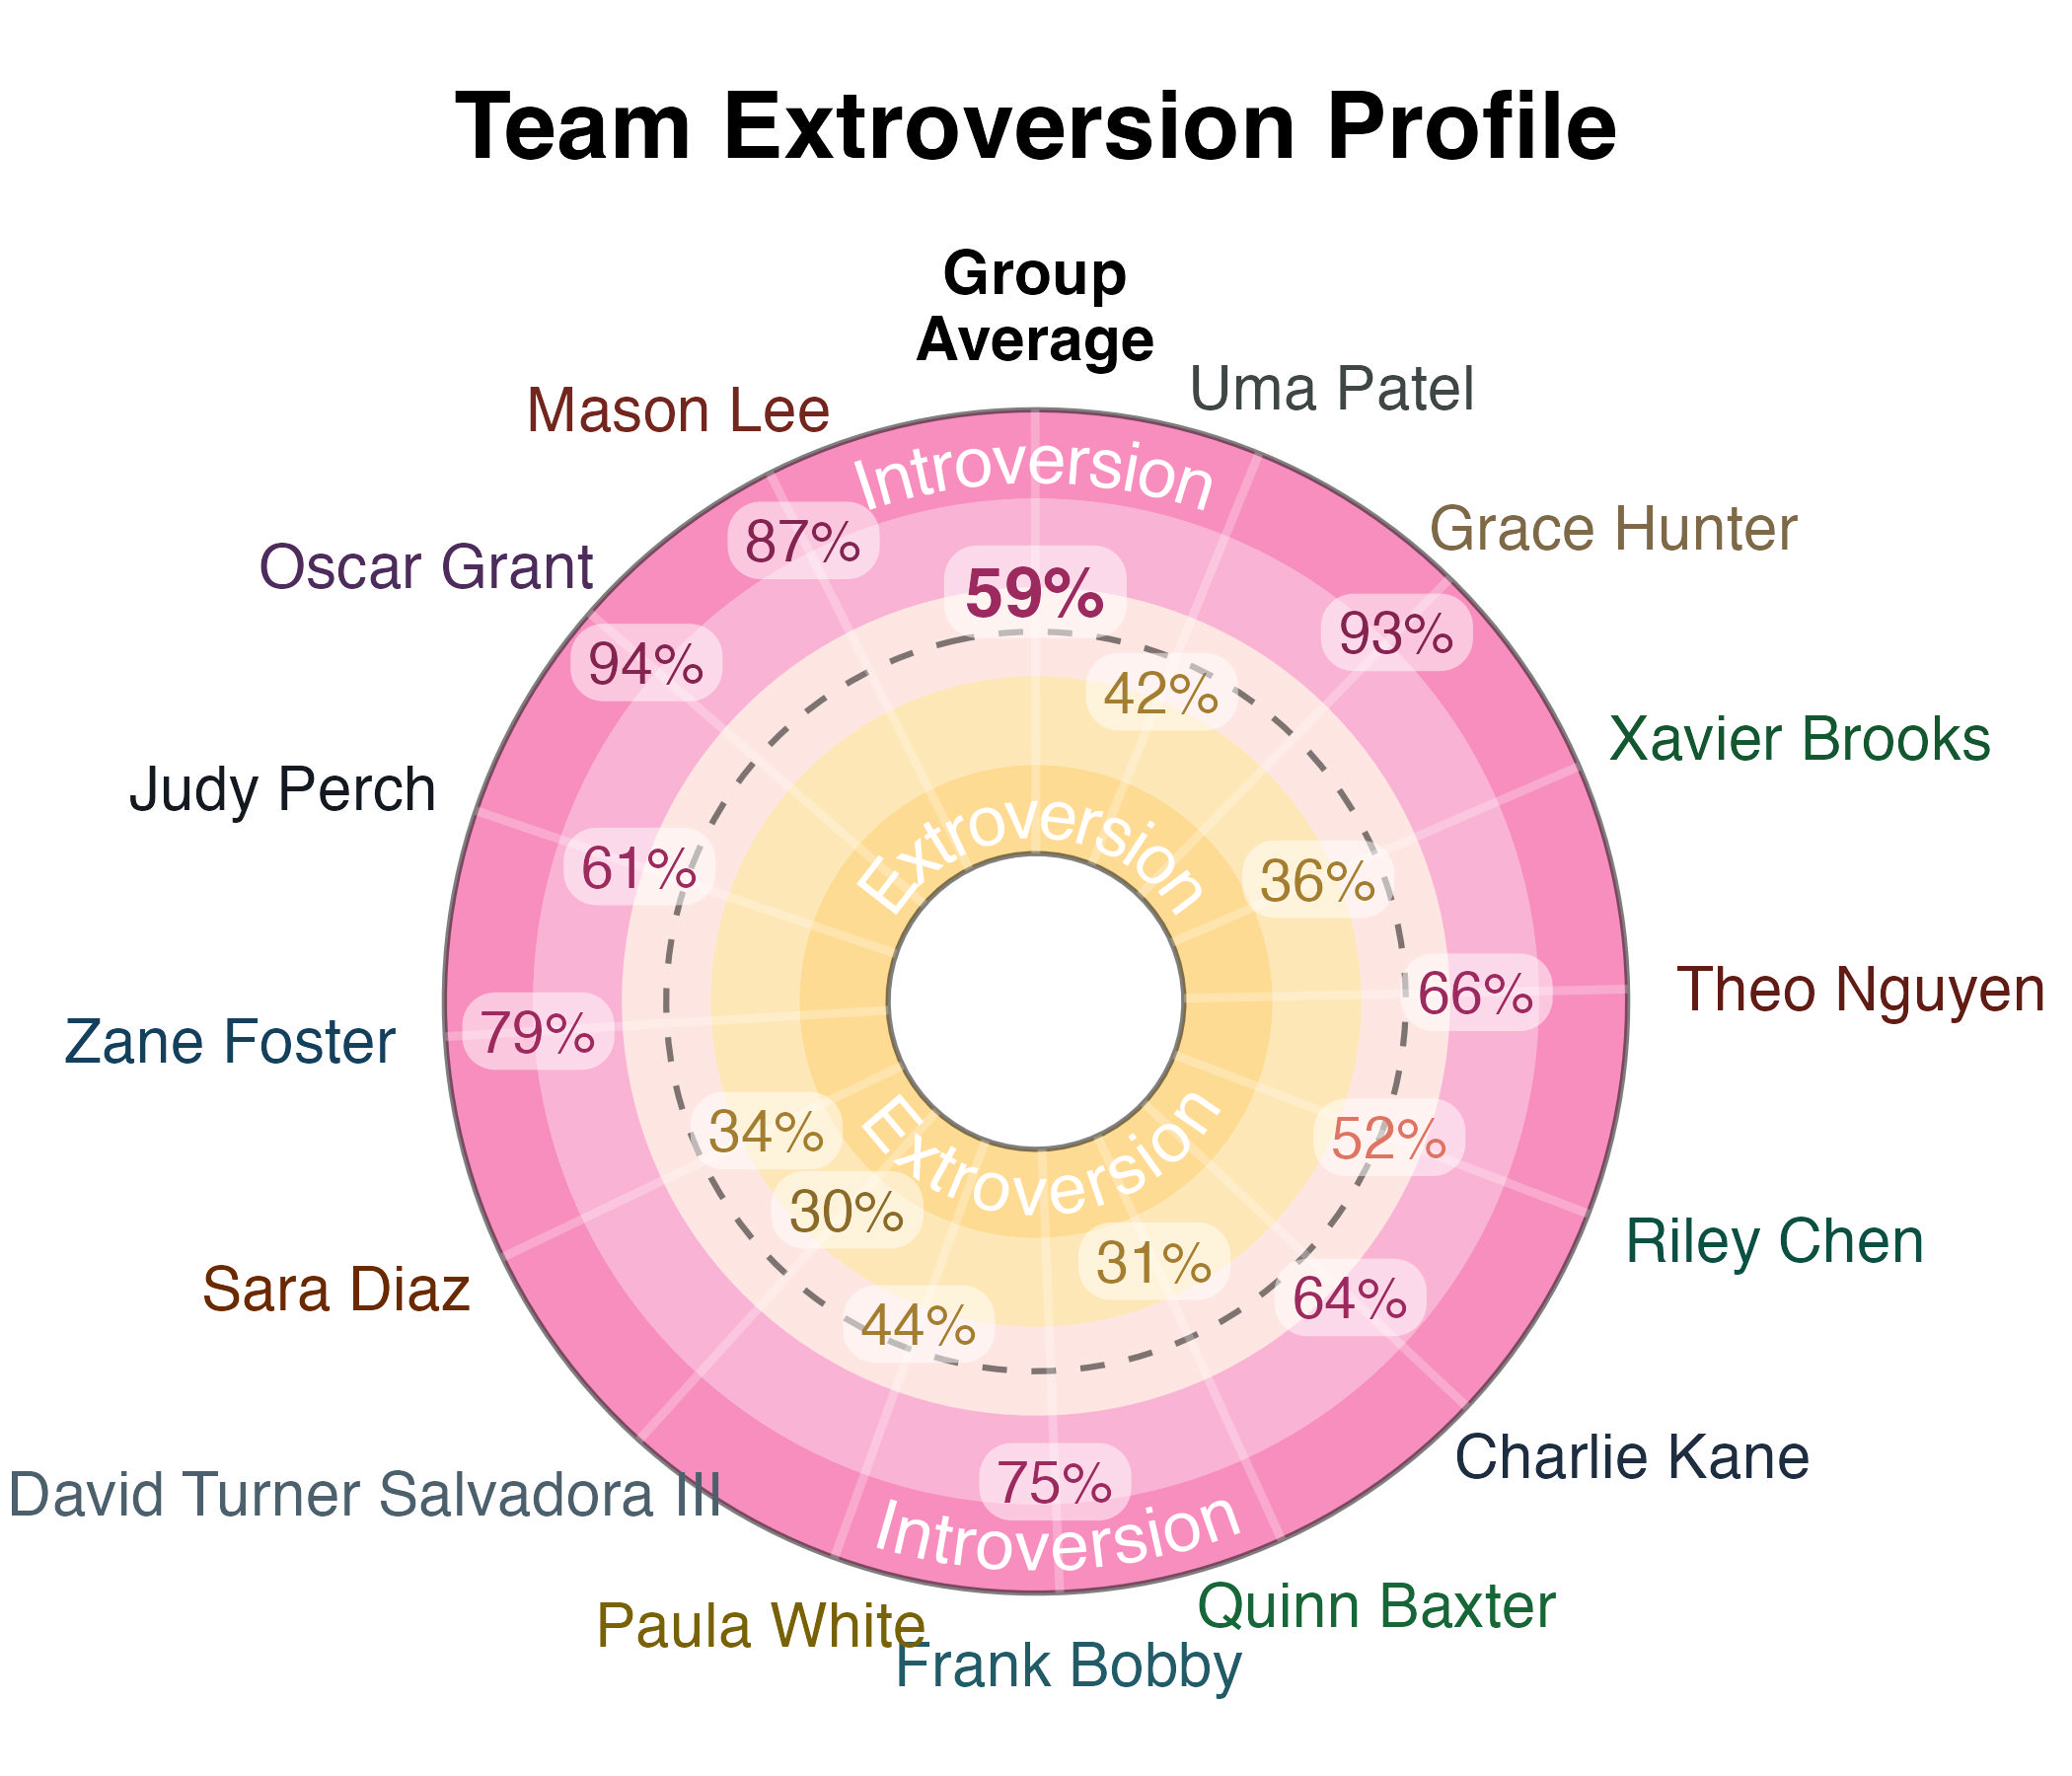 Team Extroversion Profile
Group
Average
Uma Patel
Mason Lee
Introversion
Grace Hunter
87%
Oscar Grant
59%
93%
94%
42%
Xavier Brooks
Judy Perch
Extroversion
61%
36%
Theo Nguyen
66%
Zane Foster
79%
34%
52%
Extroversion
30%
Riley Chen
31%
Sara Diaz
64%
44%
Charlie Kane
75%
David Turner Salvadora III
Introversion
Quinn Baxter
Paula White
Frank Bobby